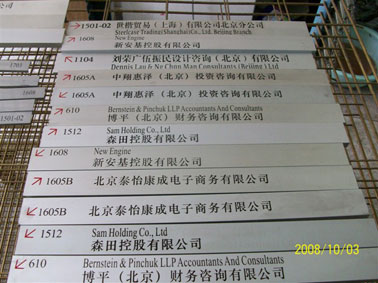 1501-02 世楷贸易（上海）有限公司北京分公司
Steelcase Trading(Shanghai)Co., Ltd. Beijing Branch
1608 New Engine
新安基控股有限公司
1104 刘荣广伍振民设计咨询（北京）有限公司
Dennis Lau & Ng Chun Man Consultants (Beijing) Ltd
1605A 中翔惠泽（北京）投资咨询有限公司
1605A 中翔惠泽（北京）投资咨询有限公司
610 Bernstein & Pinchuk LLP Accountants And Consultants
博平（北京）财务咨询有限公司
1512 Sam Holding Co., Ltd
森田控股有限公司
1608 New Engine
新安基控股有限公司
1605B 北京泰怡康成电子商务有限公司
1605B 北京泰怡康成电子商务有限公司
1512 Sam Holding Co., Ltd
森田控股有限公司
610 Bernstein & Pinchuk LLP Accountants And Consultants
博平（北京）财务咨询有限公司
1703
1501-02
2008/10/03